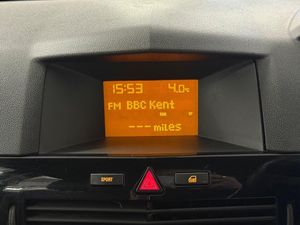 15:53 4.0°c
FM BBC Kent
--- miles
SPORT